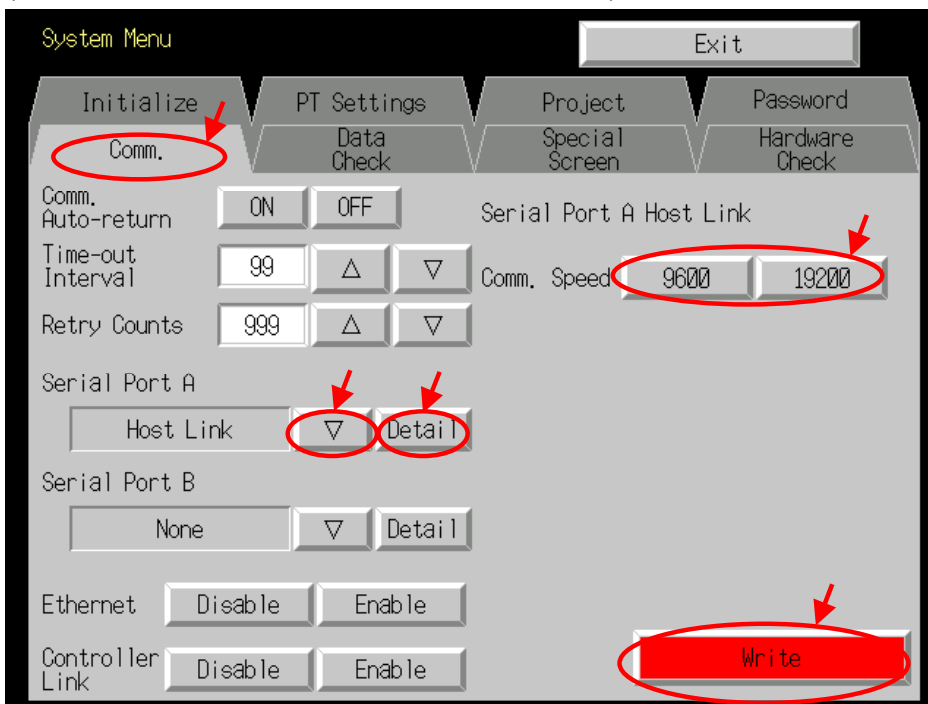 System Menu
Exit
Initialize
PT Settings
Project
Password
Comm.
Data
Check
Special
Screen
Hardware
Check
Comm.
Auto-return
ON
OFF
Serial Port A Host Link
Time-out
Interval
99
△
▽
Comm. Speed
9600
19200
Retry Counts
999
△
▽
Serial Port A
Host Link
▽
Detail
Serial Port B
None
▽
Detail
Ethernet
Disable
Enable
Controller
Link
Disable
Enable
Write